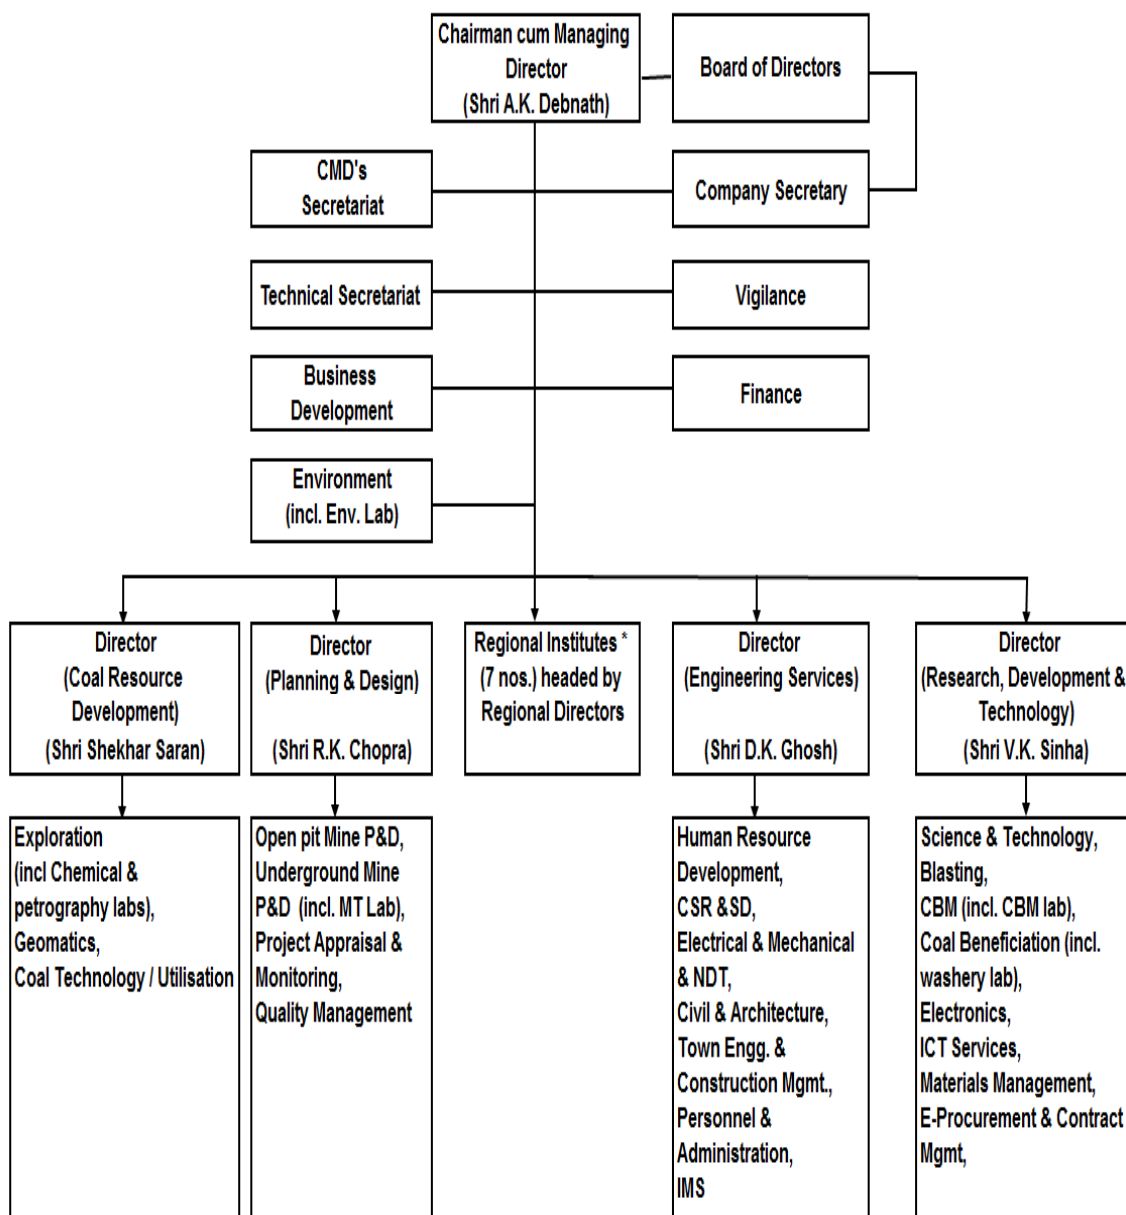 Chairman cum Managing
Director
(Shri A.K. Debnath)
Board of Directors
CMD's
Secretariat
Company Secretary
Technical Secretariat
Vigilance
Business
Development
Finance
Environment
(incl. Env. Lab)
Director
(Coal Resource
Development)
(Shri Shekhar Saran)
Director
(Planning & Design)
(Shri R.K. Chopra)
Regional Institutes *
(7 nos.) headed by
Regional Directors
Director
(Engineering Services)
(Shri D.K. Ghosh)
Director
(Research, Development &
Technology)
(Shri V.K. Sinha)
Exploration
(incl Chemical &
petrography labs),
Geomatics,
Coal Technology / Utilisation
Open pit Mine P&D,
Underground Mine
P&D (incl. MT Lab),
Project Appraisal &
Monitoring,
Quality Management
Human Resource
Development,
CSR &SD,
Electrical & Mechanical
& NDT,
Civil & Architecture,
Town Engg. &
Construction Mgmt.,
Personnel &
Administration,
IMS
Science & Technology,
Blasting,
CBM (incl. CBM lab),
Coal Beneficiation (incl.
washery lab),
Electronics,
ICT Services,
Materials Management,
E-Procurement & Contract
Mgmt,